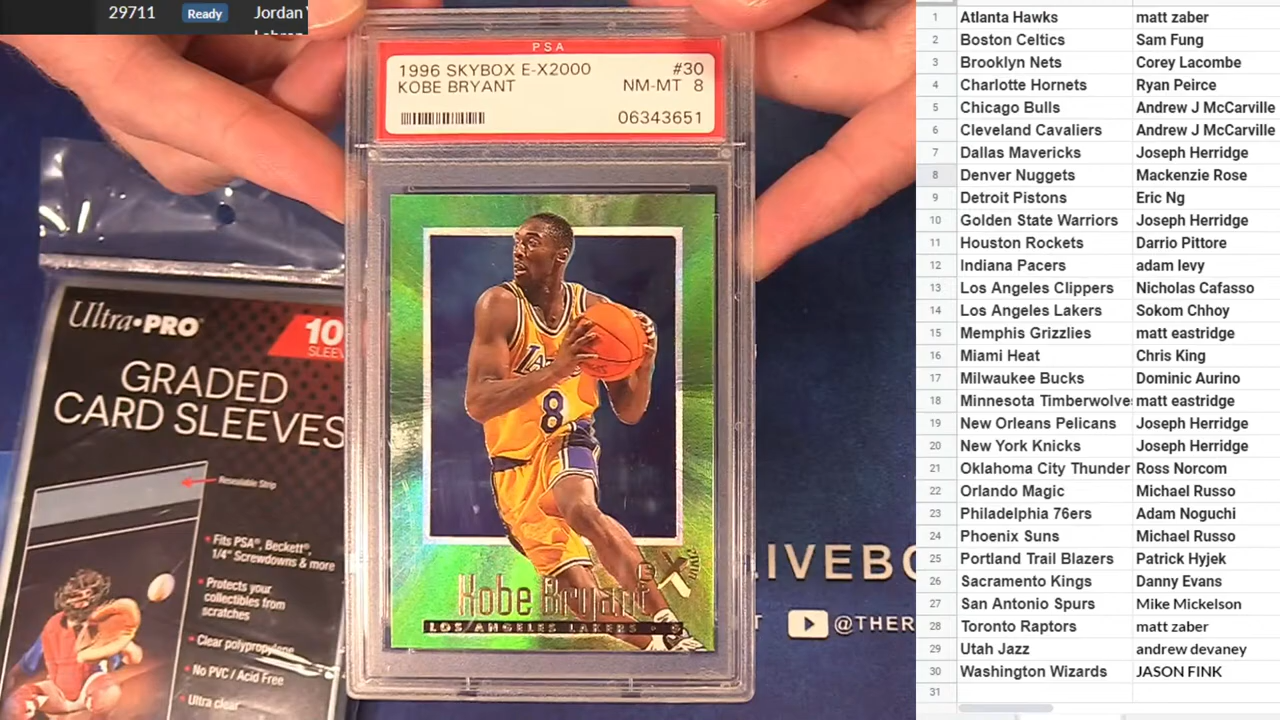 29711 Ready Jordan
PSA
1996 SKYBOX E-X2000 #30
KOBE BRYANT NM-MT 8
06343651
8
Kobe Bryant
LOS ANGELES LAKERS
Ultra•PRO
10
GRADED
CARD SLEEVES
Resealable Strip
• Fits PSA®, Beckett®,
1/4" Screwdowns & more
• Protects your
collectibles from
scratches
• Clear polypropylene
• No PVC / Acid Free
• Ultra clear
IVEB
@THER
1 Atlanta Hawks matt zaber
2 Boston Celtics Sam Fung
3 Brooklyn Nets Corey Lacombe
4 Charlotte Hornets Ryan Peirce
5 Chicago Bulls Andrew J McCarville
6 Cleveland Cavaliers Andrew J McCarville
7 Dallas Mavericks Joseph Herridge
8 Denver Nuggets Mackenzie Rose
9 Detroit Pistons Eric Ng
10 Golden State Warriors Joseph Herridge
11 Houston Rockets Darrio Pittore
12 Indiana Pacers adam levy
13 Los Angeles Clippers Nicholas Cafasso
14 Los Angeles Lakers Sokom Chhoy
15 Memphis Grizzlies matt eastridge
16 Miami Heat Chris King
17 Milwaukee Bucks Dominic Aurino
18 Minnesota Timberwolve matt eastridge
19 New Orleans Pelicans Joseph Herridge
20 New York Knicks Joseph Herridge
21 Oklahoma City Thunder Ross Norcom
22 Orlando Magic Michael Russo
23 Philadelphia 76ers Adam Noguchi
24 Phoenix Suns Michael Russo
25 Portland Trail Blazers Patrick Hyjek
26 Sacramento Kings Danny Evans
27 San Antonio Spurs Mike Mickelson
28 Toronto Raptors matt zaber
29 Utah Jazz andrew devaney
30 Washington Wizards JASON FINK
31